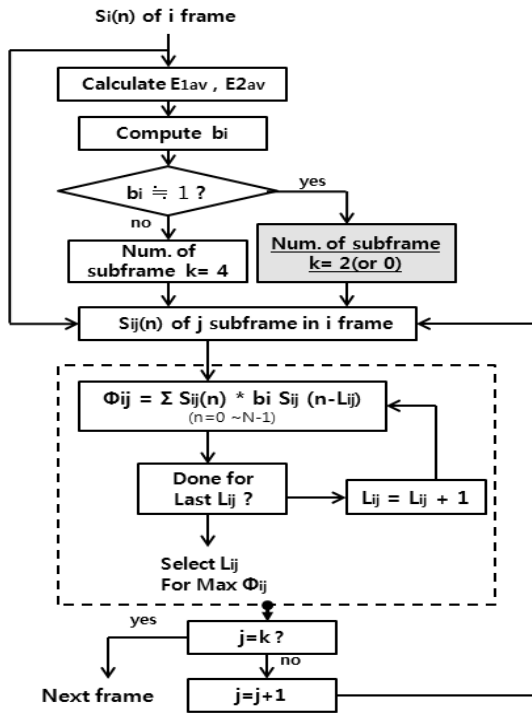 Si(n) of i frame
Calculate E1av , E2av
Compute bi
bi ≒ 1 ?
yes
no
Num. of
subframe k= 4
Num. of subframe
k= 2(or 0)
Sij(n) of j subframe in i frame
Φij = Σ Sij(n) * bi Sij (n-Lij)
(n=0 ~N-1)
Done for
Last Lij ?
Lij = Lij + 1
Select Lij
For Max Φij
yes
j=k ?
no
Next frame
j=j+1